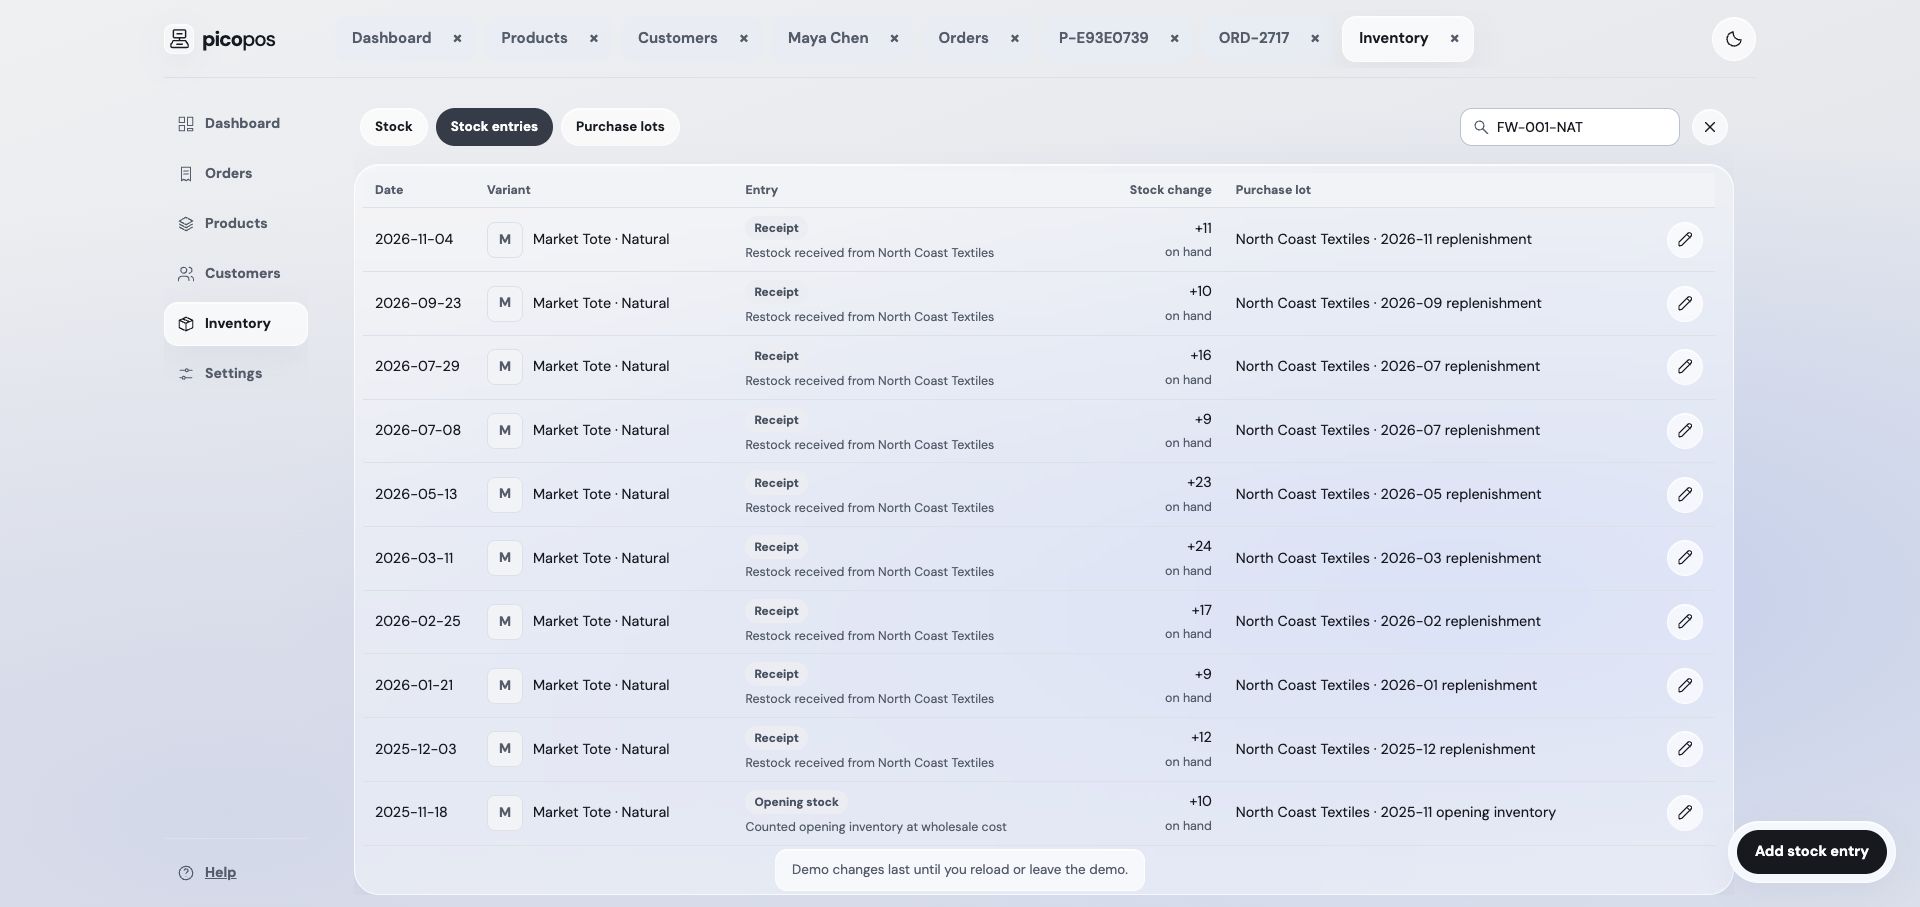 picopos
Dashboard × Products × Customers × Maya Chen × Orders × P-E93E0739 × ORD-2717 × Inventory ×
Dashboard
Orders
Products
Customers
Inventory
Settings
Help
Stock Stock entries Purchase lots
FW-001-NAT
Date Variant Entry Stock change Purchase lot
2026-11-04 M Market Tote · Natural Receipt +11 North Coast Textiles · 2026-11 replenishment
Restock received from North Coast Textiles on hand
2026-09-23 M Market Tote · Natural Receipt +10 North Coast Textiles · 2026-09 replenishment
Restock received from North Coast Textiles on hand
2026-07-29 M Market Tote · Natural Receipt +16 North Coast Textiles · 2026-07 replenishment
Restock received from North Coast Textiles on hand
2026-07-08 M Market Tote · Natural Receipt +9 North Coast Textiles · 2026-07 replenishment
Restock received from North Coast Textiles on hand
2026-05-13 M Market Tote · Natural Receipt +23 North Coast Textiles · 2026-05 replenishment
Restock received from North Coast Textiles on hand
2026-03-11 M Market Tote · Natural Receipt +24 North Coast Textiles · 2026-03 replenishment
Restock received from North Coast Textiles on hand
2026-02-25 M Market Tote · Natural Receipt +17 North Coast Textiles · 2026-02 replenishment
Restock received from North Coast Textiles on hand
2026-01-21 M Market Tote · Natural Receipt +9 North Coast Textiles · 2026-01 replenishment
Restock received from North Coast Textiles on hand
2025-12-03 M Market Tote · Natural Receipt +12 North Coast Textiles · 2025-12 replenishment
Restock received from North Coast Textiles on hand
2025-11-18 M Market Tote · Natural Opening stock +10 North Coast Textiles · 2025-11 opening inventory
Counted opening inventory at wholesale cost on hand
Add stock entry
Demo changes last until you reload or leave the demo.